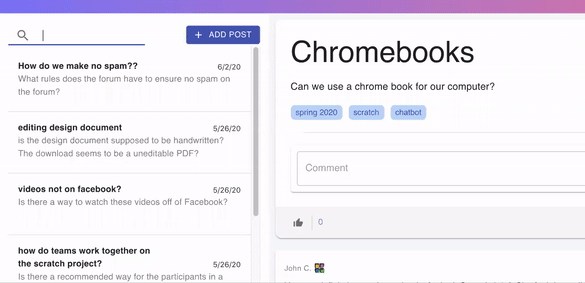 + ADD POST
How do we make no spam??
6/2/20
What rules does the forum have to ensure no spam on
the forum?
editing design document
5/26/20
is the design document supposed to be handwritten?
The download seems to be a uneditable PDF?
videos not on facebook?
5/26/20
Is there a way to watch these videos off of Facebook?
how do teams work together on
the scratch project?
5/26/20
Is there a recommended way for the participants in a
Chromebooks
Can we use a chrome book for our computer?
spring 2020 scratch chatbot
Comment
0
John C.